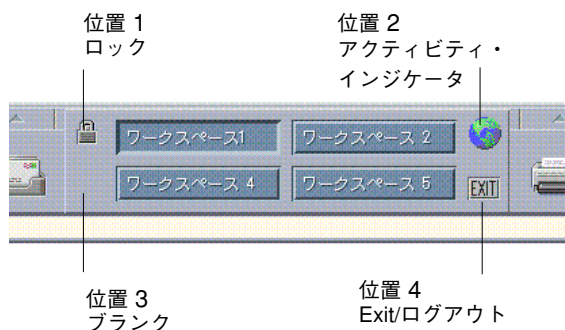 位置 1
ロック
位置 2
アクティビティ・
インジケータ
ワークスペース1
ワークスペース 2
ワークスペース 4
ワークスペース 5
EXIT
位置 3
ブランク
位置 4
Exit/ログアウト